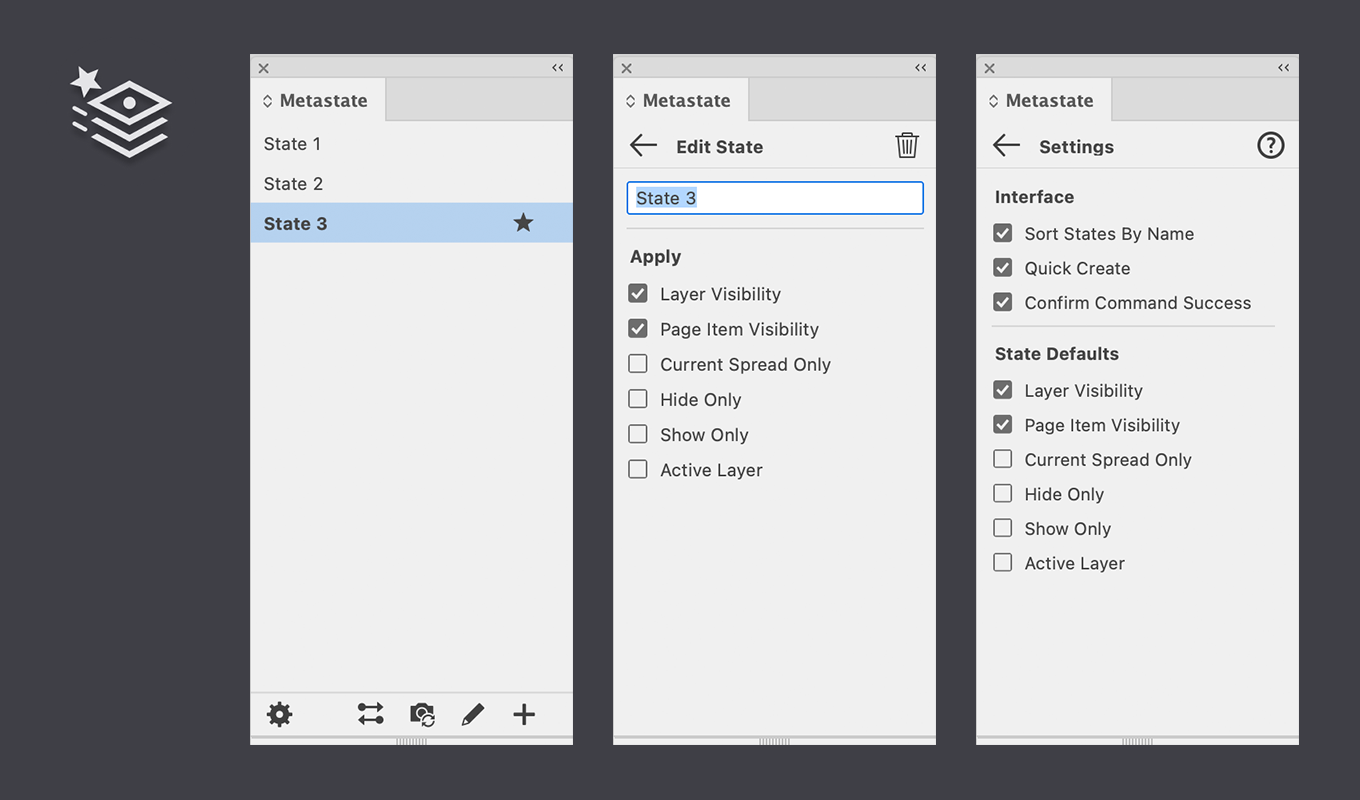 Metastate
State 1
State 2
State 3
Metastate
Edit State
State 3
Apply
Layer Visibility
Page Item Visibility
Current Spread Only
Hide Only
Show Only
Active Layer
Metastate
Settings
?
Interface
Sort States By Name
Quick Create
Confirm Command Success
State Defaults
Layer Visibility
Page Item Visibility
Current Spread Only
Hide Only
Show Only
Active Layer